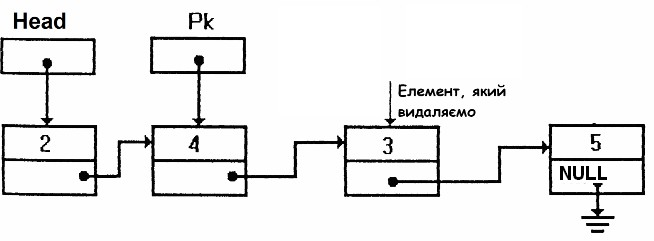 Head
Pk
Елемент, який
видаляємо
2
4
3
5
NULL